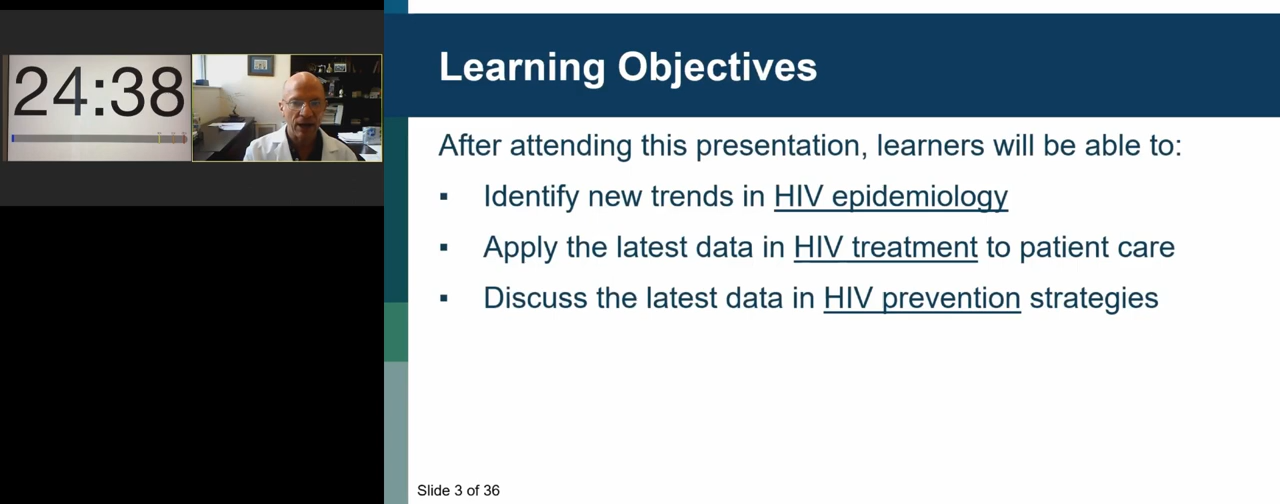 24:38
Learning Objectives
After attending this presentation, learners will be able to:
▪ Identify new trends in HIV epidemiology
▪ Apply the latest data in HIV treatment to patient care
▪ Discuss the latest data in HIV prevention strategies
Slide 3 of 36